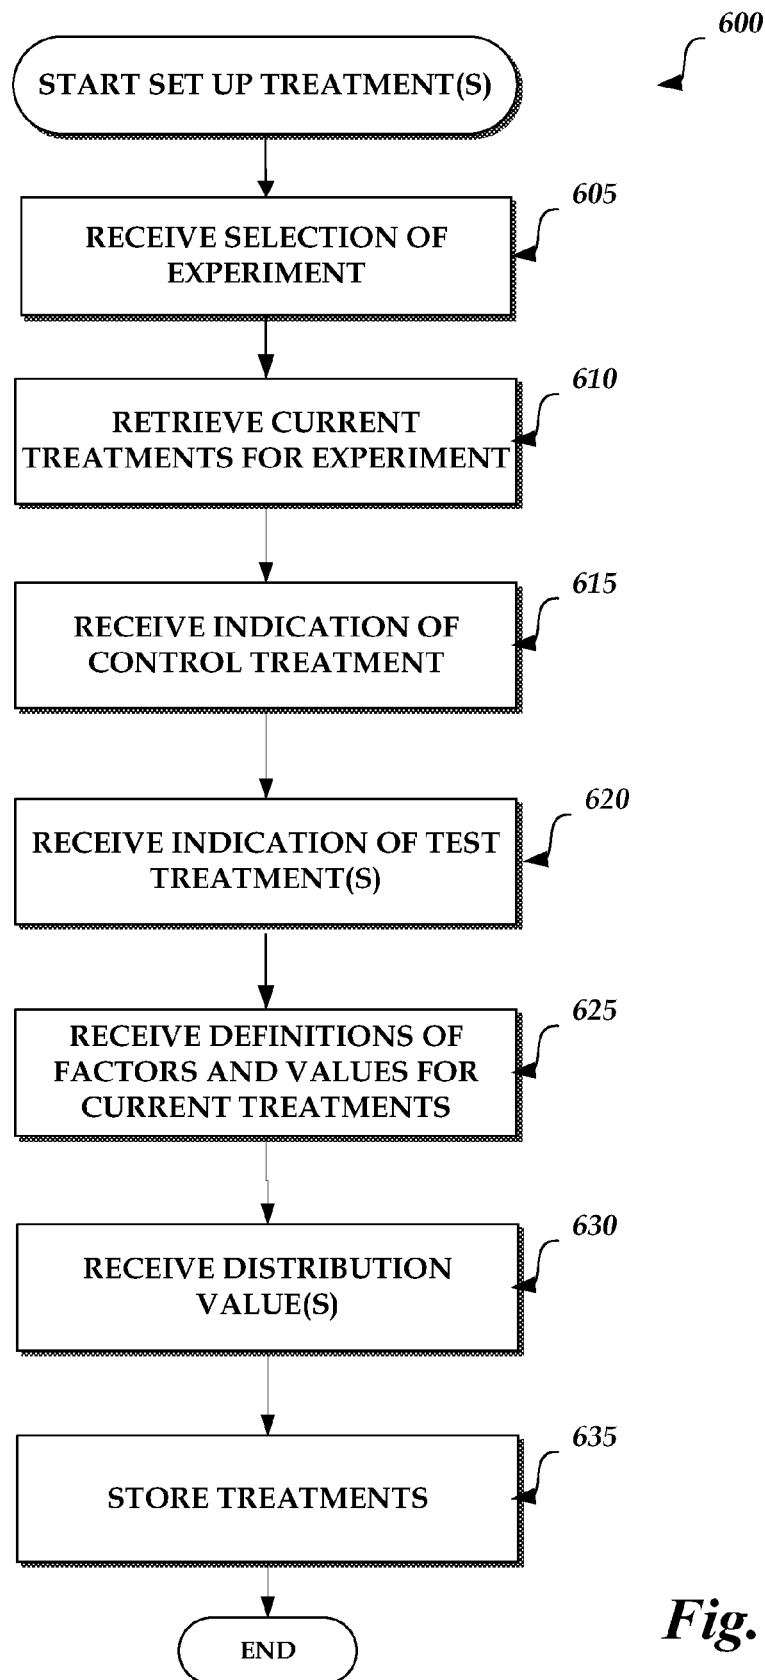 600
START SET UP TREATMENT(S)
605
RECEIVE SELECTION OF
EXPERIMENT
610
RETRIEVE CURRENT
TREATMENTS FOR EXPERIMENT
615
RECEIVE INDICATION OF
CONTROL TREATMENT
620
RECEIVE INDICATION OF TEST
TREATMENT(S)
625
RECEIVE DEFINITIONS OF
FACTORS AND VALUES FOR
CURRENT TREATMENTS
630
RECEIVE DISTRIBUTION
VALUE(S)
635
STORE TREATMENTS
END
Fig.